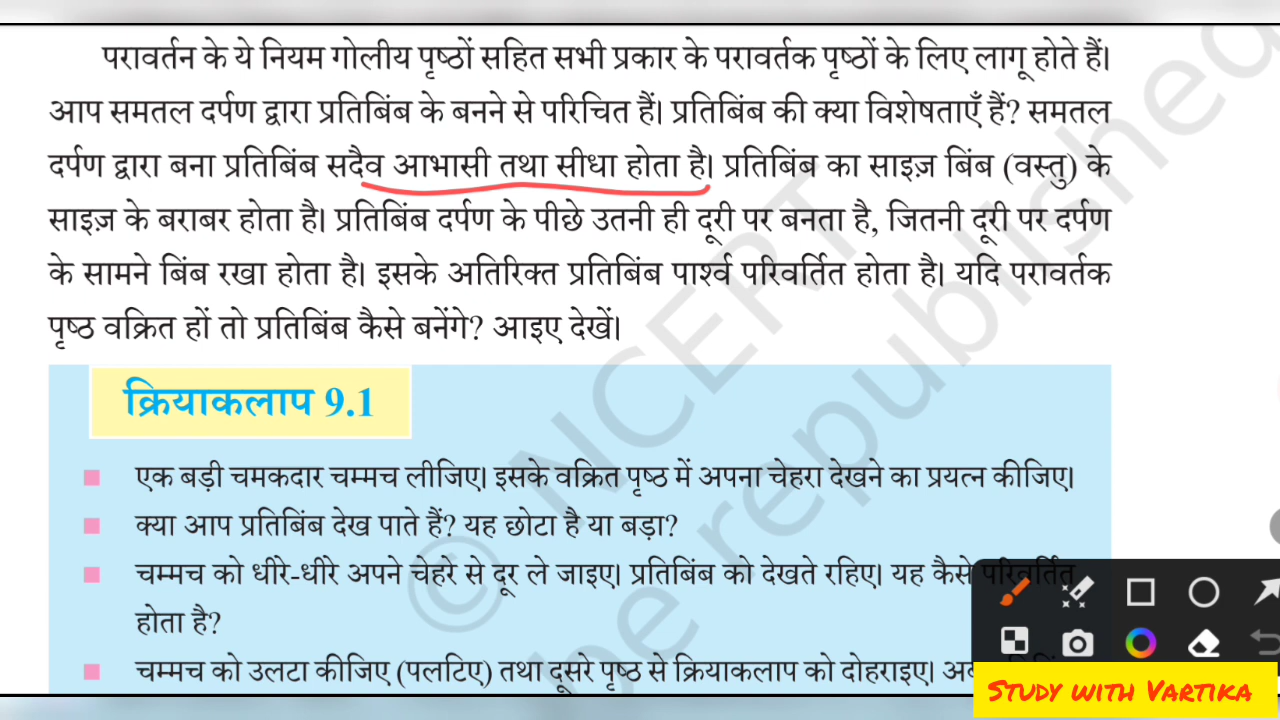 परावर्तन के ये नियम गोलीय पृष्ठों सहित सभी प्रकार के परावर्तक पृष्ठों के लिए लागू होते हैं।
आप समतल दर्पण द्वारा प्रतिबिंब के बनने से परिचित हैं। प्रतिबिंब की क्या विशेषताएँ हैं? समतल
दर्पण द्वारा बना प्रतिबिंब सदैव आभासी तथा सीधा होता है। प्रतिबिंब का साइज़ बिंब (वस्तु) के
साइज़ के बराबर होता है। प्रतिबिंब दर्पण के पीछे उतनी ही दूरी पर बनता है, जितनी दूरी पर दर्पण
के सामने बिंब रखा होता है। इसके अतिरिक्त प्रतिबिंब पार्श्व परिवर्तित होता है। यदि परावर्तक
पृष्ठ वक्रित हों तो प्रतिबिंब कैसे बनेंगे? आइए देखें।
क्रियाकलाप 9.1
एक बड़ी चमकदार चम्मच लीजिए। इसके वक्रित पृष्ठ में अपना चेहरा देखने का प्रयत्न कीजिए।
क्या आप प्रतिबिंब देख पाते हैं? यह छोटा है या बड़ा?
चम्मच को धीरे-धीरे अपने चेहरे से दूर ले जाइए। प्रतिबिंब को देखते रहिए। यह कैसे परिवर्तित
होता है?
चम्मच को उलटा कीजिए (पलटिए) तथा दूसरे पृष्ठ से क्रियाकलाप को दोहराइए।
© NCERT
be republished
STUDY WITH VARTIKA